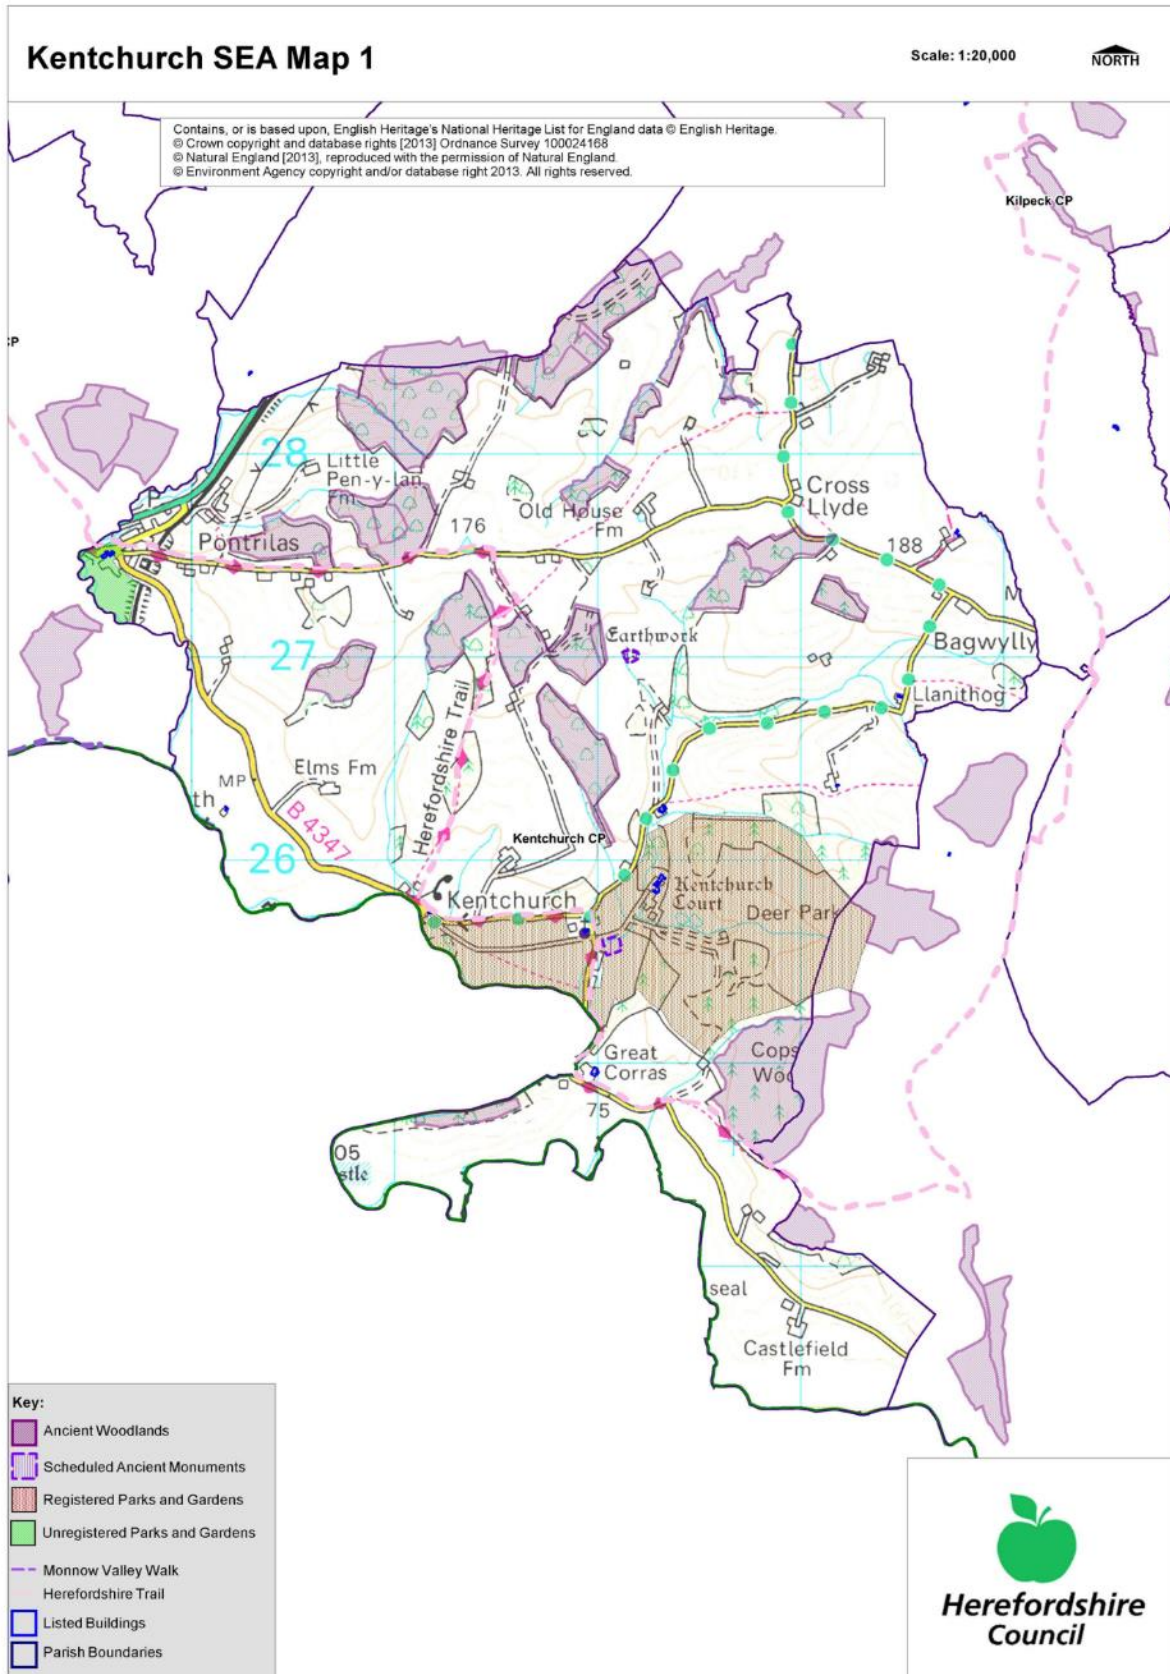 Kentchurch SEA Map 1
Scale: 1:20,000
NORTH
Contains, or is based upon, English Heritage's National Heritage List for England data © English Heritage.
© Crown copyright and database rights [2013] Ordnance Survey 100024168
© Natural England [2013], reproduced with the permission of Natural England.
© Environment Agency copyright and/or database right 2013. All rights reserved.
Kilpeck CP
CP
28
Little
Pen-y-lan
Fm
P
Pontrilas
176
Old House
Fm
Cross
Llyde
188
27
Earthwork
Bagwylly
Llanithog
Herefordshire Trail
MP
Elms Fm
th
B 4347
26
Kentchurch CP
Kentchurch
Kentchurch
Court
Deer Park
Great
Corras
75
Cops
Woo
05
stle
seal
Castlefield
Fm
Key:
Ancient Woodlands
Scheduled Ancient Monuments
Registered Parks and Gardens
Unregistered Parks and Gardens
Monnow Valley Walk
Herefordshire Trail
Listed Buildings
Parish Boundaries
Herefordshire
Council